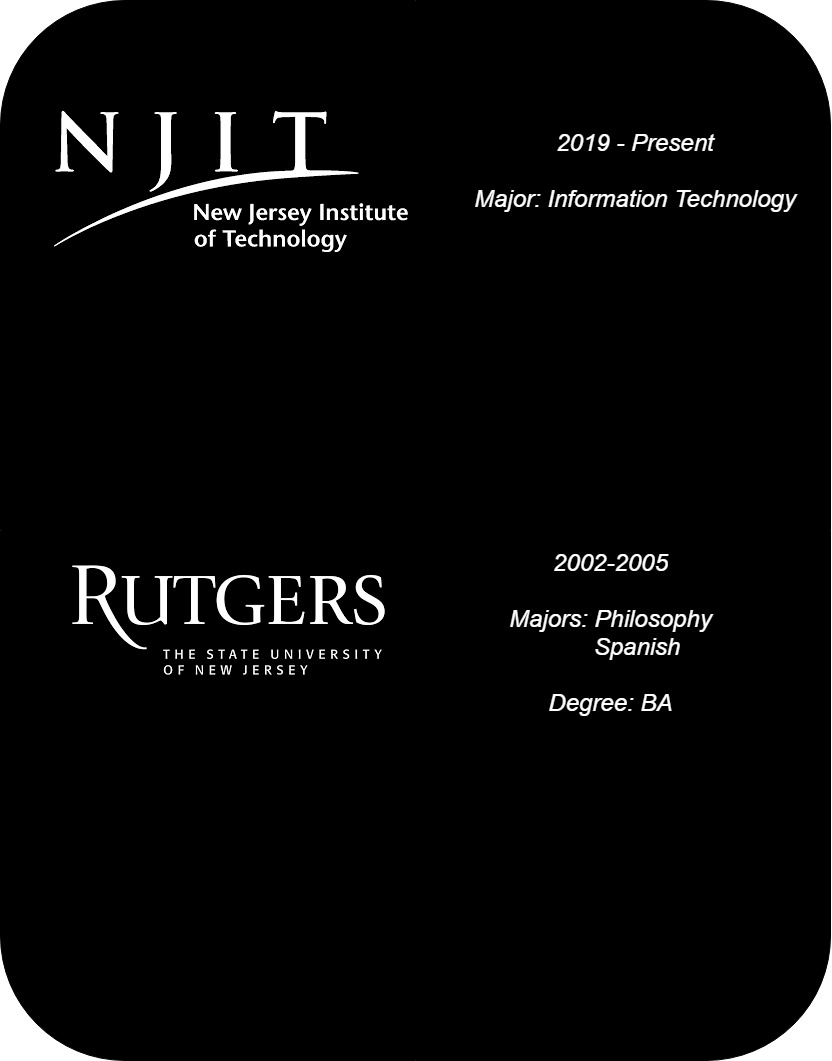 NJIT
New Jersey Institute
of Technology
2019 - Present
Major: Information Technology
RUTGERS
THE STATE UNIVERSITY
OF NEW JERSEY
2002-2005
Majors: Philosophy
Spanish
Degree: BA